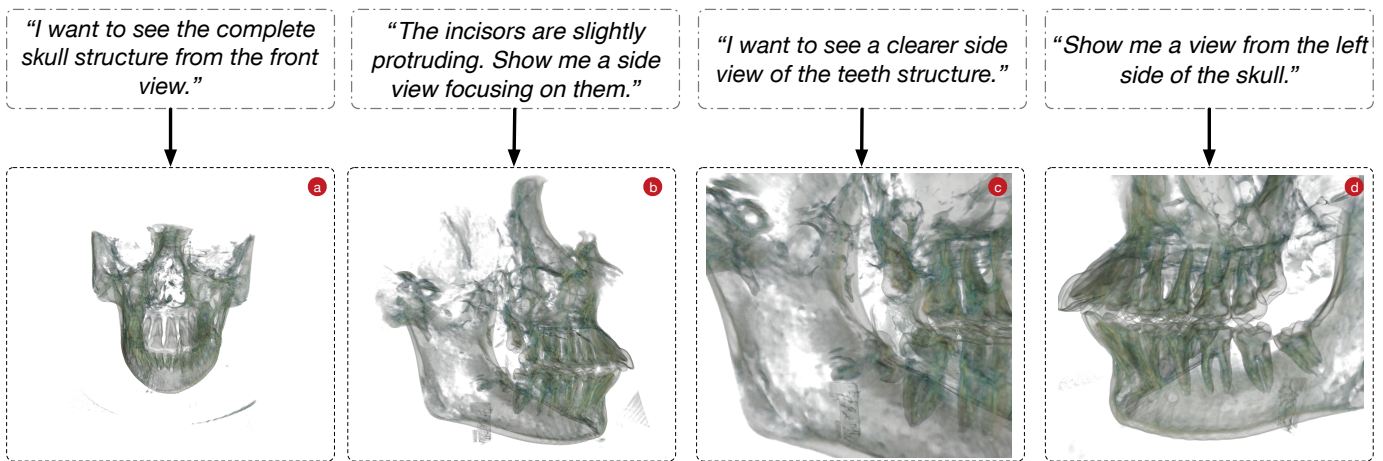 “I want to see the complete
skull structure from the front
view.”
“The incisors are slightly
protruding. Show me a side
view focusing on them.”
“I want to see a clearer side
view of the teeth structure.”
“Show me a view from the left
side of the skull.”
a
b
c
d